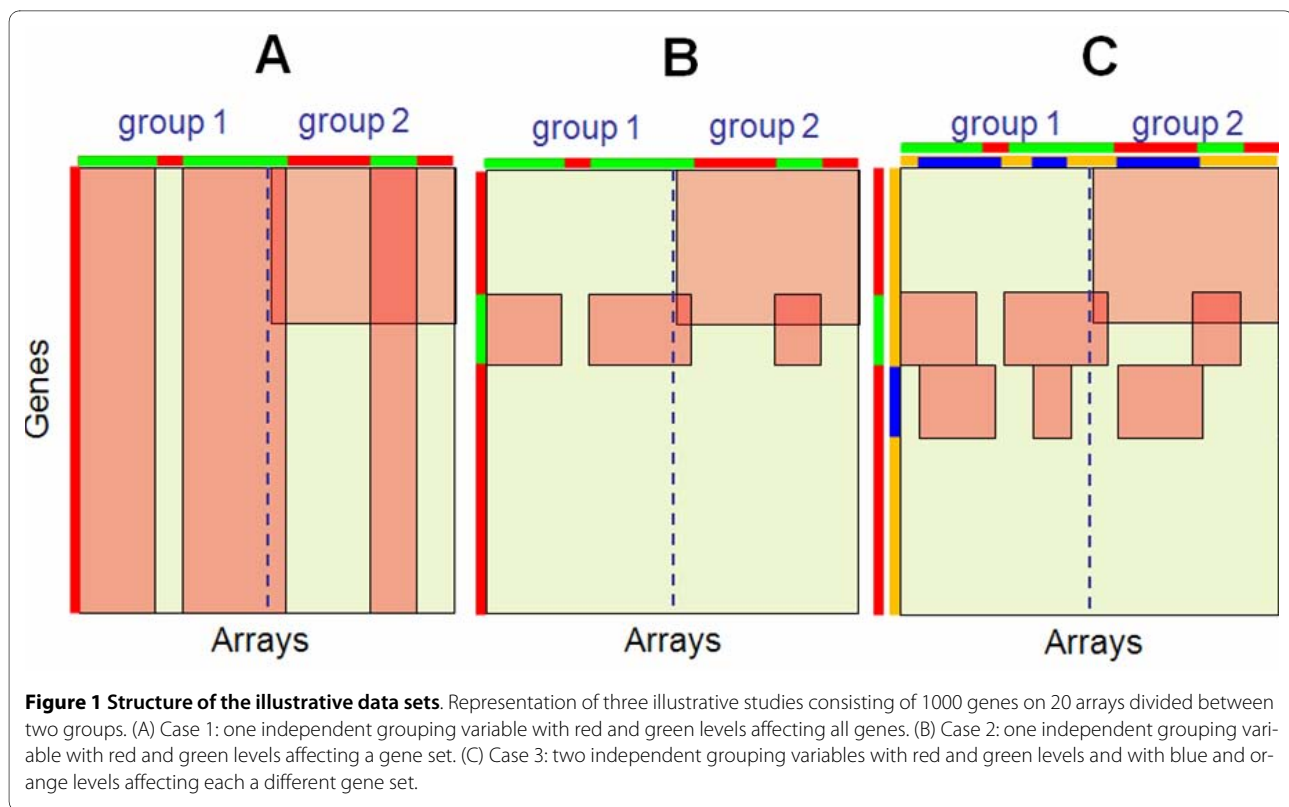 A
B
C
group 1
group 2
group 1
group 2
group 1
group 2
Genes
Arrays
Arrays
Arrays
Figure 1 Structure of the illustrative data sets. Representation of three illustrative studies consisting of 1000 genes on 20 arrays divided between
two groups. (A) Case 1: one independent grouping variable with red and green levels affecting all genes. (B) Case 2: one independent grouping vari-
able with red and green levels affecting a gene set. (C) Case 3: two independent grouping variables with red and green levels and with blue and or-
ange levels affecting each a different gene set.